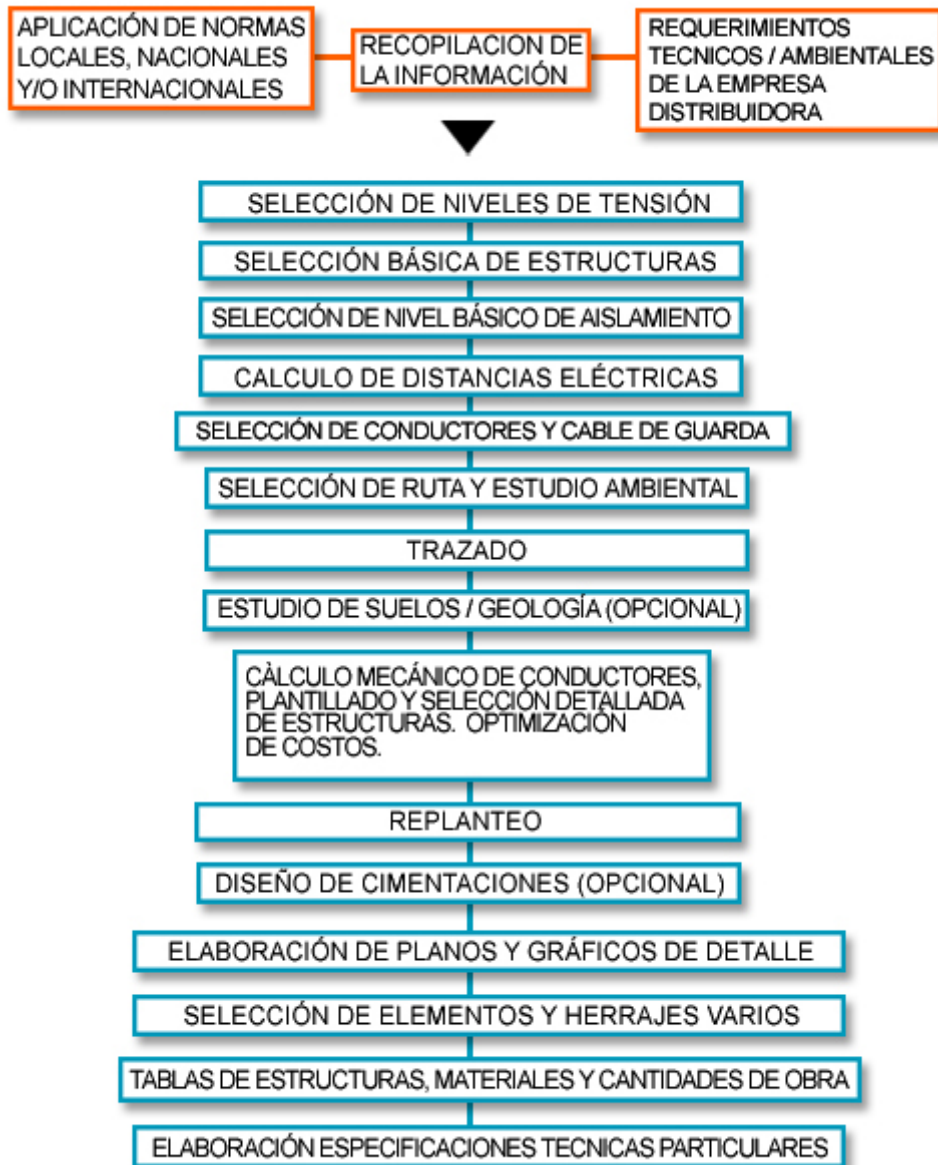 APLICACIÓN DE NORMAS
LOCALES, NACIONALES
Y/O INTERNACIONALES
RECOPILACION DE
LA INFORMACIÓN
REQUERIMIENTOS
TECNICOS / AMBIENTALES
DE LA EMPRESA
DISTRIBUIDORA
SELECCIÓN DE NIVELES DE TENSIÓN
SELECCIÓN BÁSICA DE ESTRUCTURAS
SELECCIÓN DE NIVEL BÁSICO DE AISLAMIENTO
CALCULO DE DISTANCIAS ELÉCTRICAS
SELECCIÓN DE CONDUCTORES Y CABLE DE GUARDA
SELECCIÓN DE RUTA Y ESTUDIO AMBIENTAL
TRAZADO
ESTUDIO DE SUELOS / GEOLOGÍA (OPCIONAL)
CÀLCULO MECÁNICO DE CONDUCTORES,
PLANTILLADO Y SELECCIÓN DETALLADA
DE ESTRUCTURAS. OPTIMIZACIÓN
DE COSTOS.
REPLANTEO
DISEÑO DE CIMENTACIONES (OPCIONAL)
ELABORACIÓN DE PLANOS Y GRÁFICOS DE DETALLE
SELECCIÓN DE ELEMENTOS Y HERRAJES VARIOS
TABLAS DE ESTRUCTURAS, MATERIALES Y CANTIDADES DE OBRA
ELABORACIÓN ESPECIFICACIONES TECNICAS PARTICULARES